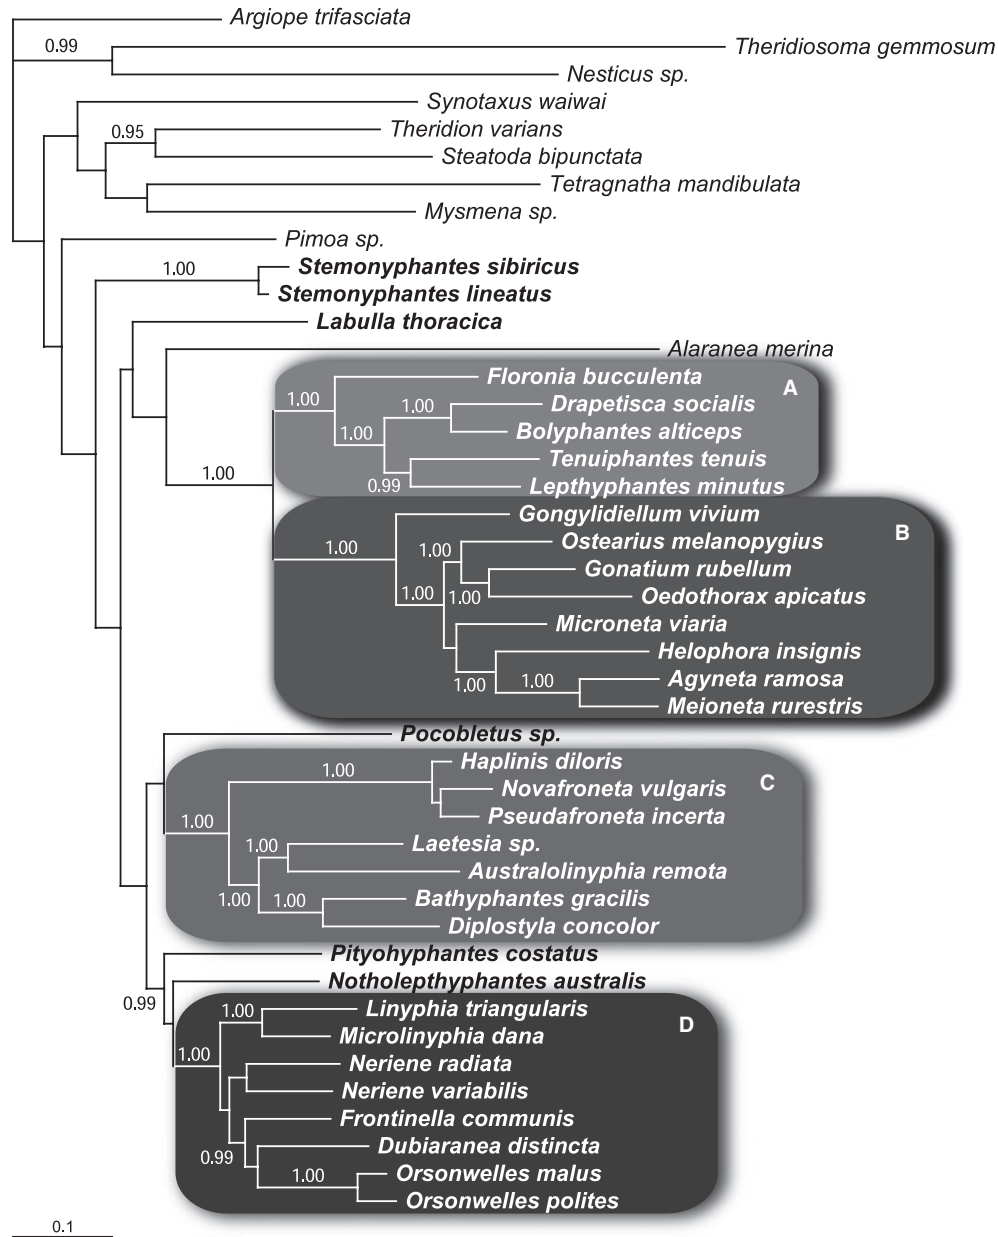 Argiope trifasciata
0.99
Theridiosoma gemmosum
Nesticus sp.
Synotaxus waiwai
0.95
Theridion varians
Steatoda bipunctata
Tetragnatha mandibulata
Mysmena sp.
Pimoa sp.
1.00
Stemonyphantes sibiricus
Stemonyphantes lineatus
Labulla thoracica
Alaranea merina
Floronia bucculenta
A
1.00
1.00
Drapetisca socialis
1.00
Bolyphantes alticeps
Tenuiphantes tenuis
1.00
0.99
Lepthyphantes minutus
Gongylidiellum vivium
B
1.00
1.00
Ostearius melanopygius
Gonatium rubellum
1.00
1.00
Oedothorax apicatus
Microneta viaria
Helophora insignis
1.00
1.00
Agyneta ramosa
Meioneta rurestris
Pocobletus sp.
Haplinis diloris
1.00
C
Novafroneta vulgaris
Pseudafroneta incerta
1.00
1.00
Laetesia sp.
Australolinyphia remota
1.00
1.00
Bathyphantes gracilis
Diplostyla concolor
Pityohyphantes costatus
Notholepthyphantes australis
0.99
1.00
Linyphia triangularis
D
Microlinyphia dana
1.00
Neriene radiata
Neriene variabilis
Frontinella communis
Dubiaranea distincta
0.99
1.00
Orsonwelles malus
Orsonwelles polites
0.1